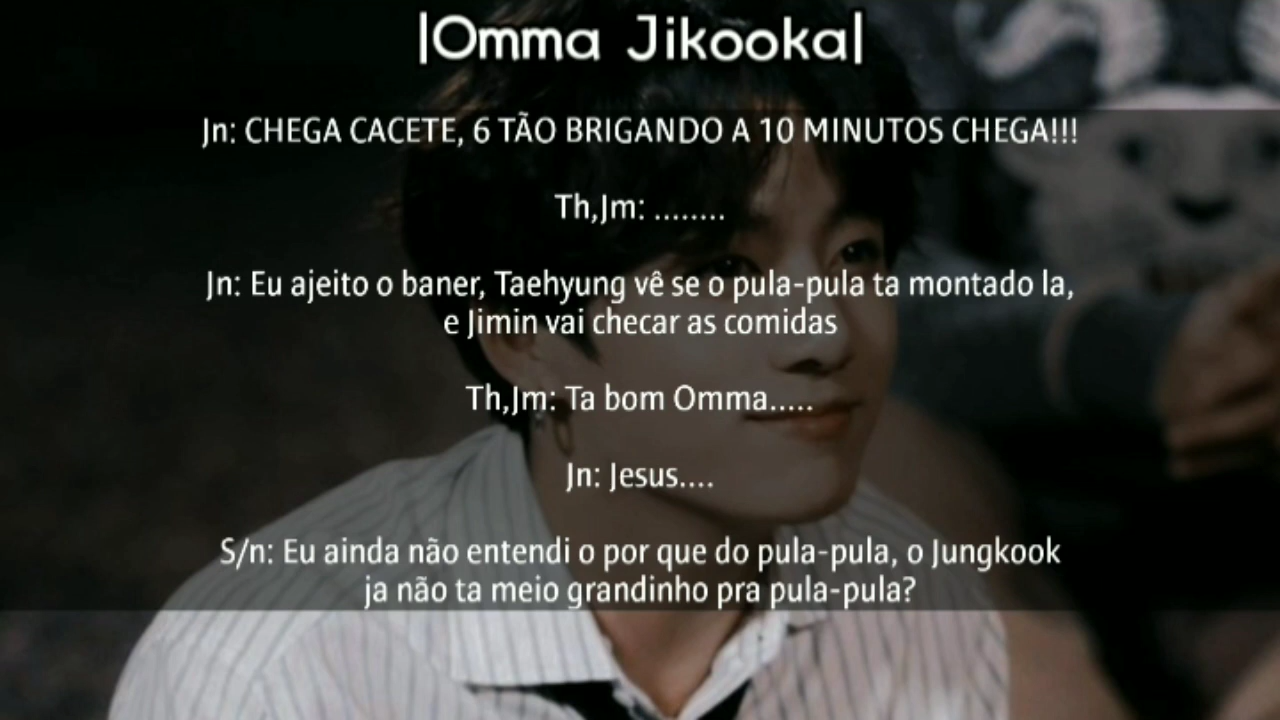 |Omma Jikooka|
Jn: CHEGA CACETE, 6 TÃO BRIGANDO A 10 MINUTOS CHEGA!!!
Th,Jm: ........
Jn: Eu ajeito o baner, Taehyung vê se o pula-pula ta montado la,
e Jimin vai checar as comidas
Th,Jm: Ta bom Omma.....
Jn: Jesus....
S/n: Eu ainda não entendi o por que do pula-pula, o Jungkook
ja não ta meio grandinho pra pula-pula?